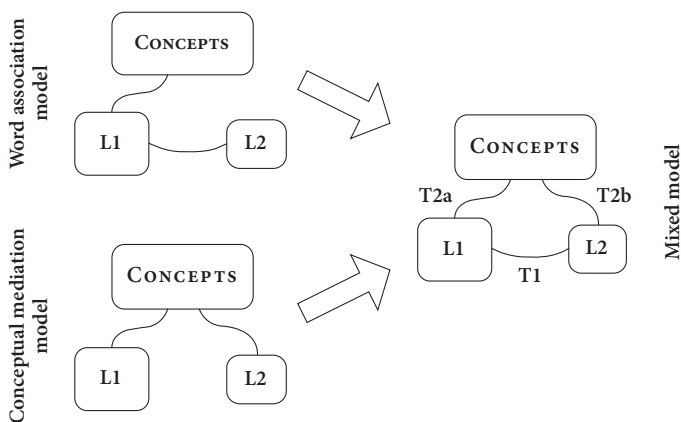 Word association
model
CONCEPTS
L1
L2
Conceptual mediation
model
CONCEPTS
L1
L2
CONCEPTS
T2a
T2b
L1
L2
T1
Mixed model